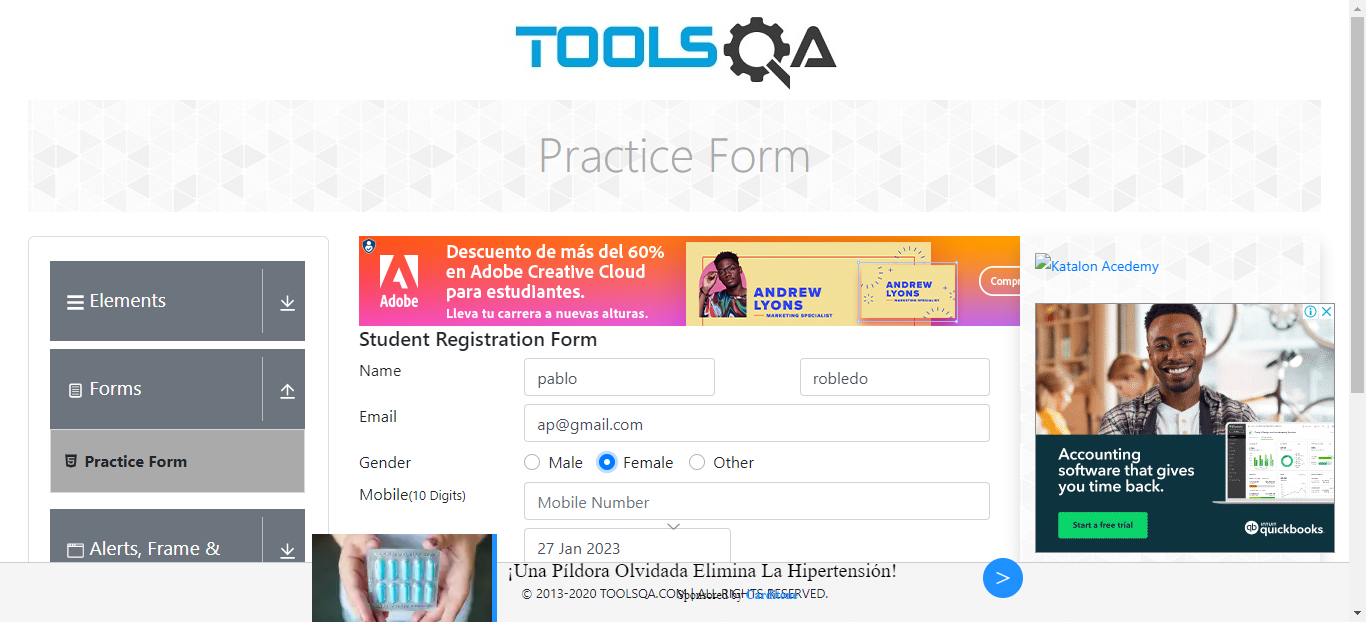 TOOLSQA
Practice Form
Elements
Forms
Practice Form
Alerts, Frame &
Adobe
Descuento de más del 60%
en Adobe Creative Cloud
para estudiantes.
Lleva tu carrera a nuevas alturas.
ANDREW
LYONS
MARKETING SPECIALIST
ANDREW
LYONS
MARKETING SPECIALIST
Compr
Student Registration Form
Name
pablo
robledo
Email
ap@gmail.com
Gender
Male
Female
Other
Mobile(10 Digits)
Mobile Number
27 Jan 2023
Katalon Acedemy
Accounting
software that gives
you time back.
Start a free trial
INTUIT
quickbooks
¡Una Píldora Olvidada Elimina La Hipertensión!
© 2013-2020 TOOLSQA.COM | ALL RIGHTS RESERVED.
Sponsored by